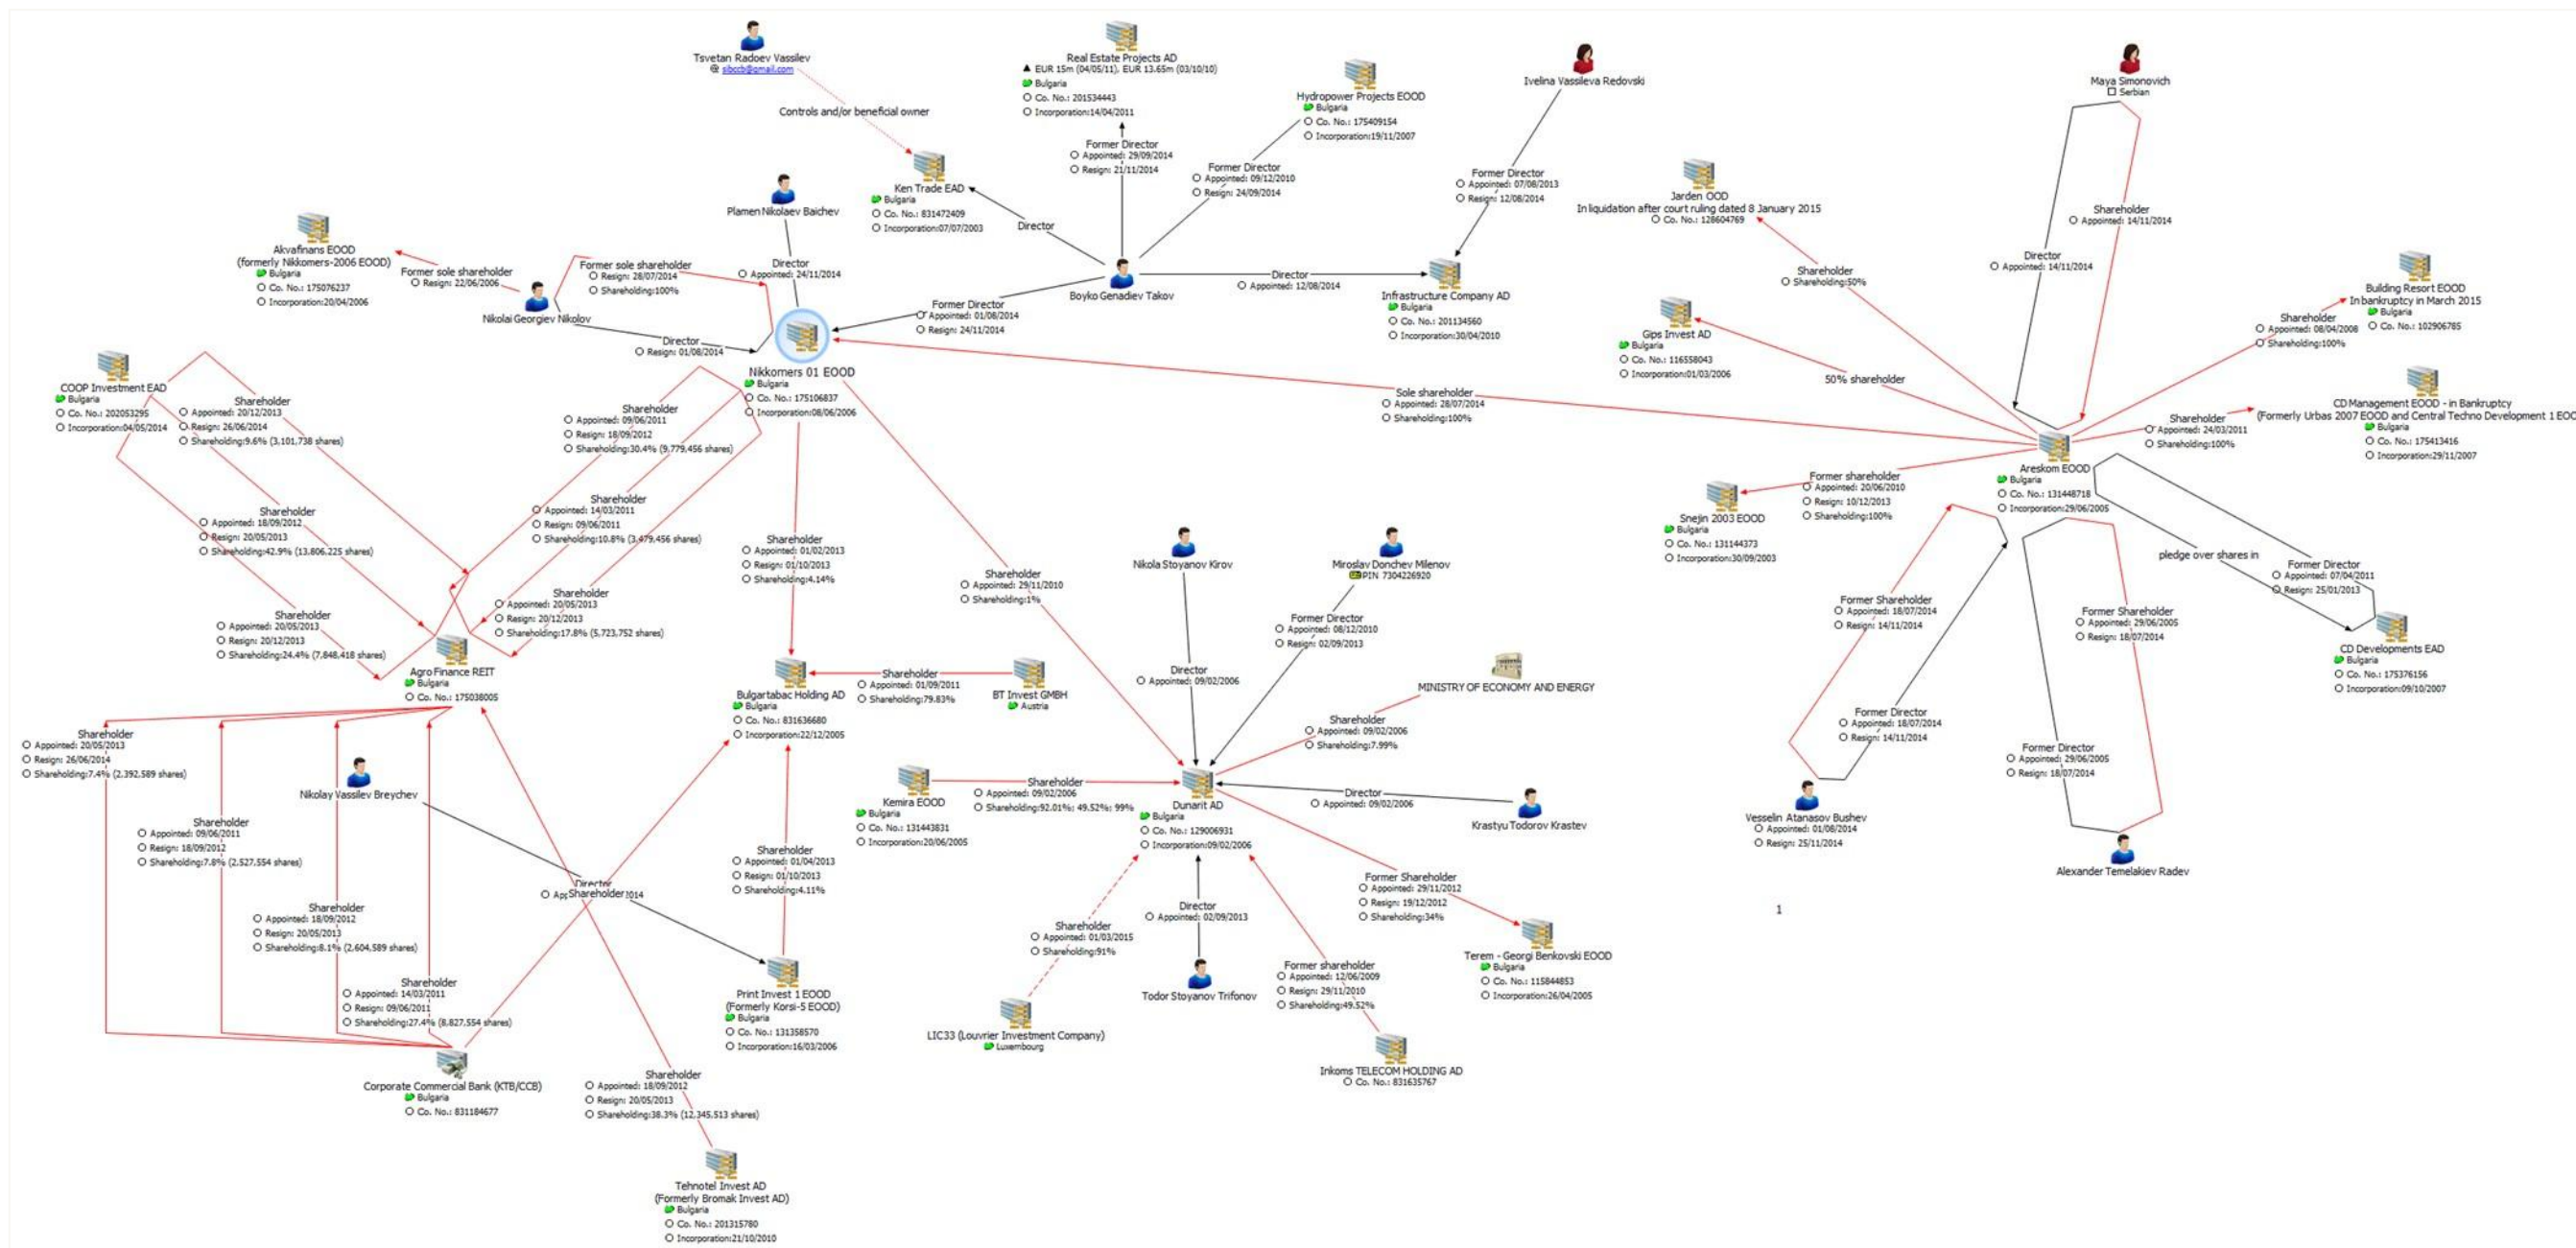 Tsvetan Radoev Vassilev
@ sibccb@gmail.com
Controls and/or beneficial owner
Real Estate Projects AD
▲ EUR 15m (04/05/11), EUR 13.65m (03/10/10)
Bulgaria
Co. No.: 201534443
Incorporation:14/04/2011
Former Director
Appointed: 29/09/2014
Resign: 21/11/2014
Hydropower Projects EOOD
Bulgaria
Co. No.: 175409154
Incorporation:19/11/2007
Former Director
Appointed: 09/12/2010
Resign: 24/09/2014
Ivelina Vassileva Redovski
Former Director
Appointed: 07/08/2013
Resign: 12/08/2014
Maya Simonovich
Serbian
Shareholder
Appointed: 14/11/2014
Director
Appointed: 14/11/2014
Ken Trade EAD
Bulgaria
Co. No.: 831472409
Incorporation:07/07/2003
Director
Plamen Nikolaev Baichev
Director
Appointed: 24/11/2014
Akvafinans EOOD
(formerly Nikkomers-2006 EOOD)
Bulgaria
Co. No.: 175076237
Incorporation:20/04/2006
Former sole shareholder
Resign: 22/06/2006
Former sole shareholder
Resign: 28/07/2014
Shareholding:100%
Nikolai Georgiev Nikolov
Director
Resign: 01/08/2014
Boyko Genadiev Takov
Former Director
Appointed: 01/08/2014
Resign: 24/11/2014
Director
Appointed: 12/08/2014
Infrastructure Company AD
Bulgaria
Co. No.: 201134560
Incorporation:30/04/2010
Jarden OOD
In liquidation after court ruling dated 8 January 2015
Co. No.: 128604769
Shareholder
Shareholding:50%
Gips Invest AD
Bulgaria
Co. No.: 116558043
Incorporation:01/03/2006
50% shareholder
Building Resort EOOD
In bankruptcy in March 2015
Bulgaria
Co. No.: 102906785
Shareholder
Appointed: 08/04/2008
Shareholding:100%
CD Management EOOD - in Bankruptcy
(Formerly Urbas 2007 EOOD and Central Techno Development 1 EOO
Bulgaria
Co. No.: 175413416
Incorporation:29/11/2007
Shareholder
Appointed: 24/03/2011
Shareholding:100%
Nikkomers 01 EOOD
Bulgaria
Co. No.: 175106837
Incorporation:08/06/2006
Sole shareholder
Appointed: 28/07/2014
Shareholding:100%
COOP Investment EAD
Bulgaria
Co. No.: 202053295
Incorporation:04/05/2014
Shareholder
Appointed: 20/12/2013
Resign: 26/06/2014
Shareholding:9.6% (3,101,738 shares)
Shareholder
Appointed: 09/06/2011
Resign: 18/09/2012
Shareholding:30.4% (9,779,456 shares)
Shareholder
Appointed: 14/03/2011
Resign: 09/06/2011
Shareholding:10.8% (3,479,456 shares)
Shareholder
Appointed: 18/09/2012
Resign: 20/05/2013
Shareholding:42.9% (13,806,225 shares)
Shareholder
Appointed: 20/05/2013
Resign: 20/12/2013
Shareholding:17.8% (5,723,752 shares)
Shareholder
Appointed: 20/05/2013
Resign: 20/12/2013
Shareholding:24.4% (7,848,418 shares)
Agro Finance REIT
Bulgaria
Co. No.: 175038005
Shareholder
Appointed: 01/02/2013
Resign: 01/10/2013
Shareholding:4.14%
Shareholder
Appointed: 29/11/2010
Shareholding:1%
Areskom EOOD
Bulgaria
Co. No.: 131448718
Incorporation:29/06/2005
Former shareholder
Appointed: 20/06/2010
Resign: 10/12/2013
Shareholding:100%
Snejin 2003 EOOD
Bulgaria
Co. No.: 131144373
Incorporation:30/09/2003
pledge over shares in
Former Director
Appointed: 07/04/2011
Resign: 25/01/2013
CD Developments EAD
Bulgaria
Co. No.: 175376156
Incorporation:09/10/2007
Former Shareholder
Appointed: 18/07/2014
Resign: 14/11/2014
Former Director
Appointed: 18/07/2014
Resign: 14/11/2014
Former Shareholder
Appointed: 29/06/2005
Resign: 18/07/2014
Former Director
Appointed: 29/06/2005
Resign: 18/07/2014
Vesselin Atanasov Bushev
Appointed: 01/08/2014
Resign: 25/11/2014
Alexander Temelakiev Radev
1
Nikola Stoyanov Kirov
Director
Appointed: 09/02/2006
Miroslav Donchev Milenov
PIN 7304226920
Former Director
Appointed: 08/12/2010
Resign: 02/09/2013
MINISTRY OF ECONOMY AND ENERGY
Shareholder
Appointed: 09/02/2006
Shareholding:7.99%
Bulgartabac Holding AD
Bulgaria
Co. No.: 831636680
Incorporation:22/12/2005
Shareholder
Appointed: 01/09/2011
Shareholding:79.83%
BT Invest GMBH
Austria
Kemira EOOD
Bulgaria
Co. No.: 131443831
Incorporation:20/06/2005
Shareholder
Appointed: 09/02/2006
Shareholding:92.01%; 49.52%; 99%
Dunarit AD
Bulgaria
Co. No.: 129006931
Incorporation:09/02/2006
Director
Appointed: 09/02/2006
Krastyu Todorov Krastev
Shareholder
Appointed: 20/05/2013
Resign: 26/06/2014
Shareholding:7.4% (2,392,589 shares)
Nikolay Vassilev Breychev
Shareholder
Appointed: 09/06/2011
Resign: 18/09/2012
Shareholding:7.8% (2,527,554 shares)
Shareholder
Appointed: 18/09/2012
Resign: 20/05/2013
Shareholding:8.1% (2,604,589 shares)
Shareholder
Appointed: 14/03/2011
Resign: 09/06/2011
Shareholding:27.4% (8,827,554 shares)
Director
Shareholder
2014
Shareholder
Appointed: 01/04/2013
Resign: 01/10/2013
Shareholding:4.11%
Print Invest 1 EOOD
(Formerly Korsi-5 EOOD)
Bulgaria
Co. No.: 131358570
Incorporation:16/03/2006
Shareholder
Appointed: 01/03/2015
Shareholding:91%
LIC33 (Louvrier Investment Company)
Luxembourg
Director
Appointed: 02/09/2013
Todor Stoyanov Trifonov
Former shareholder
Appointed: 12/06/2009
Resign: 29/11/2010
Shareholding:49.52%
Inkoms TELECOM HOLDING AD
Co. No.: 831635767
Former Shareholder
Appointed: 29/11/2012
Resign: 19/12/2012
Shareholding:34%
Terem - Georgi Benkovski EOOD
Bulgaria
Co. No.: 115844853
Incorporation:26/04/2005
Corporate Commercial Bank (KTB/CCB)
Bulgaria
Co. No.: 831184677
Shareholder
Appointed: 18/09/2012
Resign: 20/05/2013
Shareholding:38.3% (12,345,513 shares)
Tehnotel Invest AD
(Formerly Bromak Invest AD)
Bulgaria
Co. No.: 201315780
Incorporation:21/10/2010